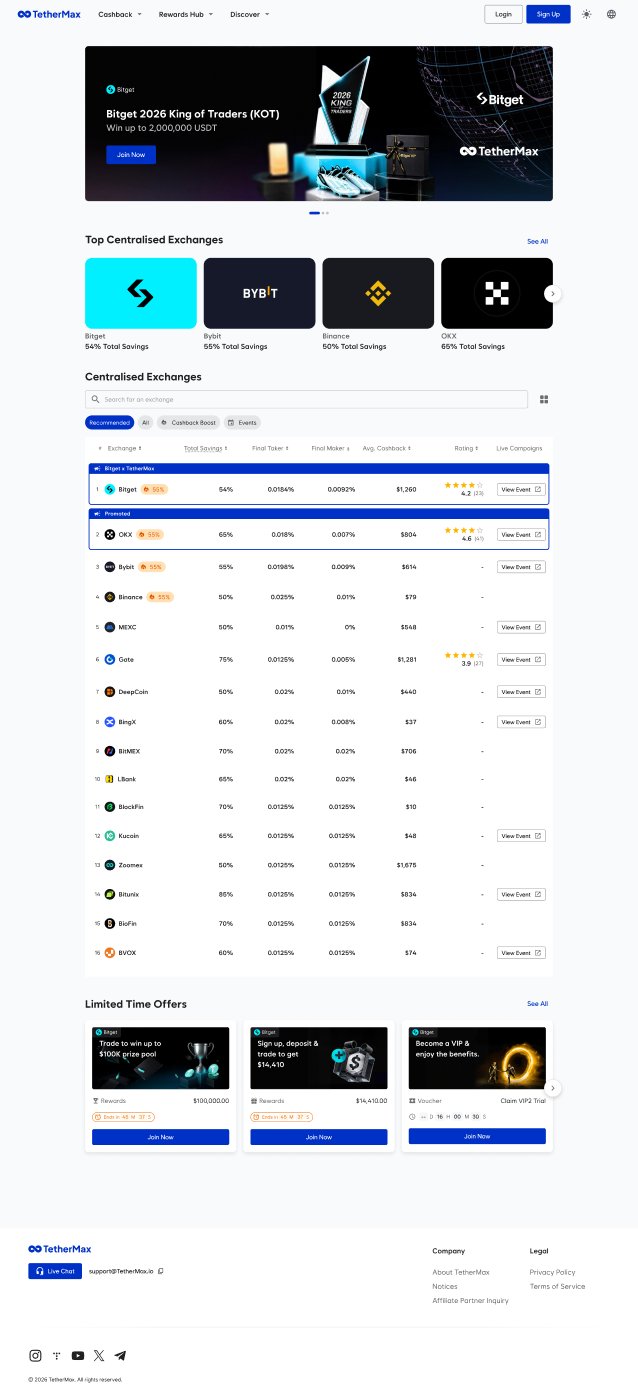 TetherMax
Cashback
Rewards Hub
Discover
Login
Sign Up
Bitget
Bitget 2026 King of Traders (KOT)
Win up to 2,000,000 USDT
Join Now
2026
KING
OF
TRADERS
Bitget
TetherMax
Top Centralised Exchanges
See All
BYBIT
Bitget
54% Total Savings
Bybit
55% Total Savings
Binance
50% Total Savings
OKX
65% Total Savings
Centralised Exchanges
Search for an exchange
Recommended All Cashback Boost Events
# Exchange Total Savings Final Taker Final Maker Avg. Cashback Rating Live Campaigns
Bitget x TetherMax
1 Bitget 55% 54% 0.0184% 0.0092% $1,260 4.2 (23) View Event
Promoted
2 OKX 55% 65% 0.018% 0.007% $804 4.6 (41) View Event
3 Bybit 55% 55% 0.0198% 0.009% $614 - View Event
4 Binance 55% 50% 0.025% 0.01% $79 -
5 MEXC 50% 0.01% 0% $548 - View Event
6 Gate 75% 0.0125% 0.005% $1,281 3.9 (27) View Event
7 DeepCoin 50% 0.02% 0.01% $440 - View Event
8 BingX 60% 0.02% 0.008% $37 - View Event
9 BitMEX 70% 0.02% 0.02% $706 -
10 LBank 65% 0.02% 0.02% $46 -
11 BlockFin 70% 0.0125% 0.0125% $10 -
12 Kucoin 65% 0.0125% 0.0125% $48 - View Event
13 Zoomex 50% 0.0125% 0.0125% $1,675 -
14 Bitunix 85% 0.0125% 0.0125% $834 - View Event
15 BioFin 70% 0.0125% 0.0125% $834 -
16 BVOX 60% 0.0125% 0.0125% $74 - View Event
Limited Time Offers
See All
Bitget
Trade to win up to
$100K prize pool
Rewards $100,000.00
Ends in 45 M 37 S
Join Now
Bitget
Sign up, deposit &
trade to get
$14,410
Rewards $14,410.00
Ends in 45 M 37 S
Join Now
Bitget
Become a VIP &
enjoy the benefits.
Voucher Claim VIP2 Trial
-- D 16 H 00 M 30 S
Join Now
TetherMax
Live Chat
support@TetherMax.io
Company
About TetherMax
Notices
Affiliate Partner Inquiry
Legal
Privacy Policy
Terms of Service
© 2026 TetherMax. All rights reserved.